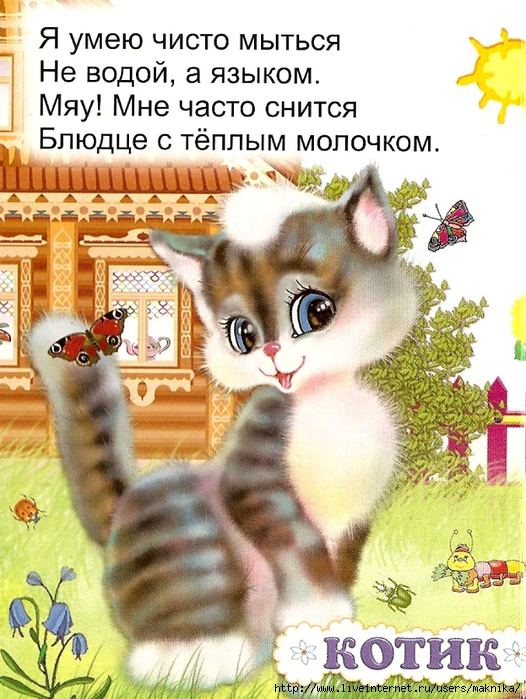 Я умею чисто мыться
Не водой, а языком.
Мяу! Мне часто снится
Блюдце с тёплым молочком.
КОТИК
http://www.liveinternet.ru/users/maknika/